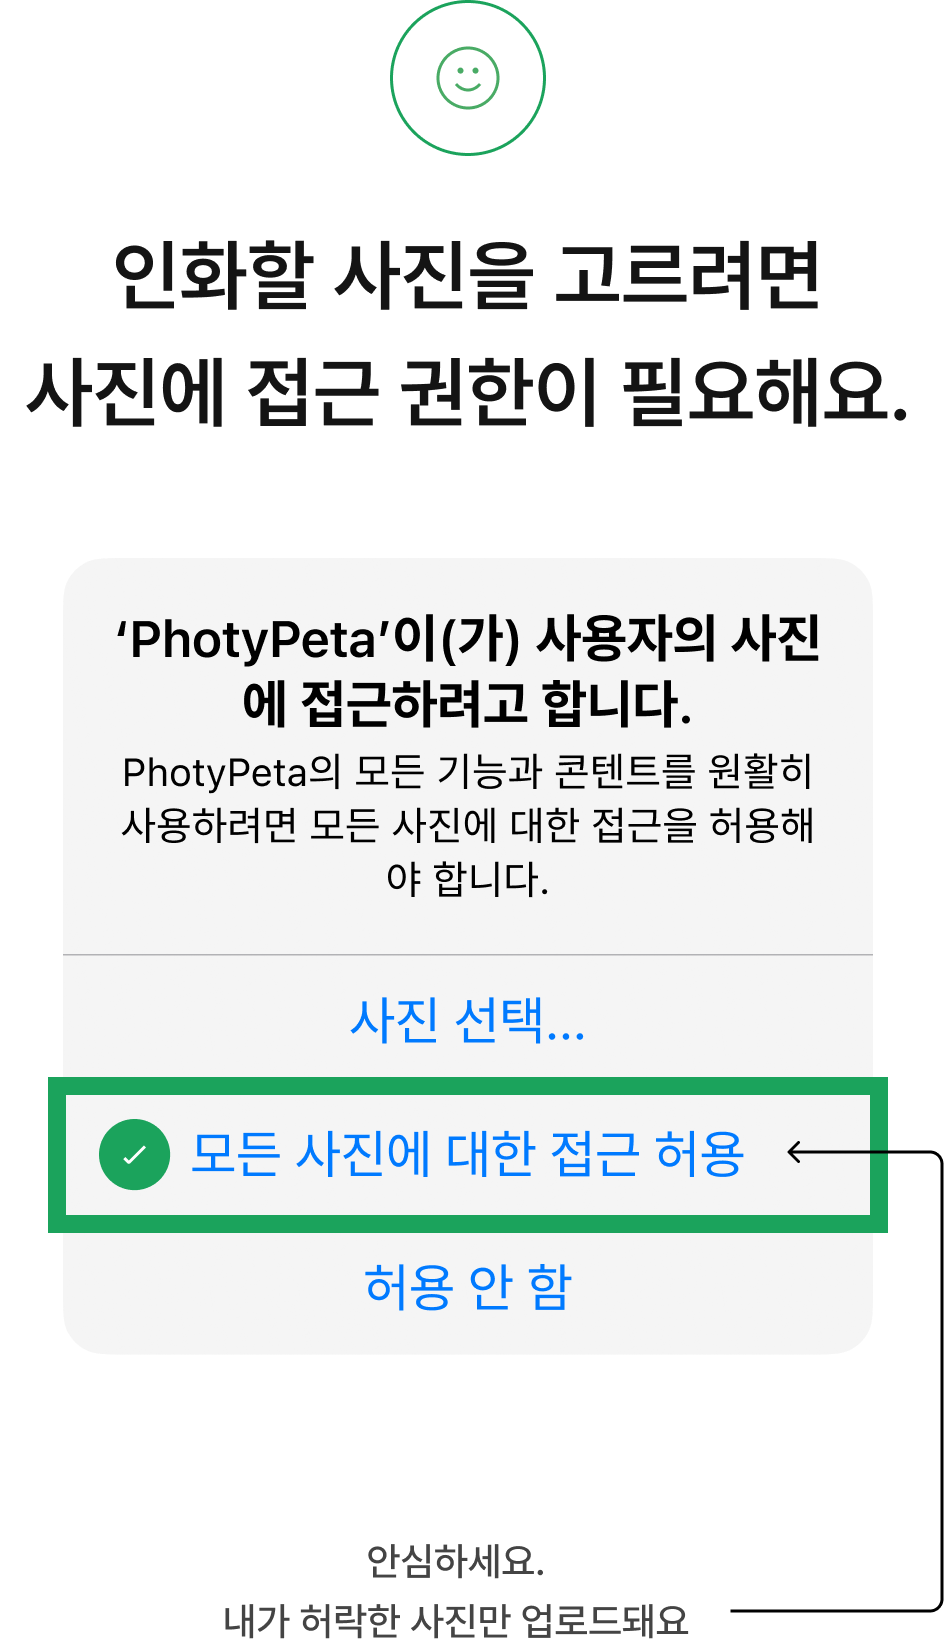 인화할 사진을 고르려면
사진에 접근 권한이 필요해요.
‘PhotyPeta’이(가) 사용자의 사진
에 접근하려고 합니다.
PhotyPeta의 모든 기능과 콘텐트를 원활히
사용하려면 모든 사진에 대한 접근을 허용해
야 합니다.
사진 선택...
모든 사진에 대한 접근 허용
허용 안 함
안심하세요.
내가 허락한 사진만 업로드돼요